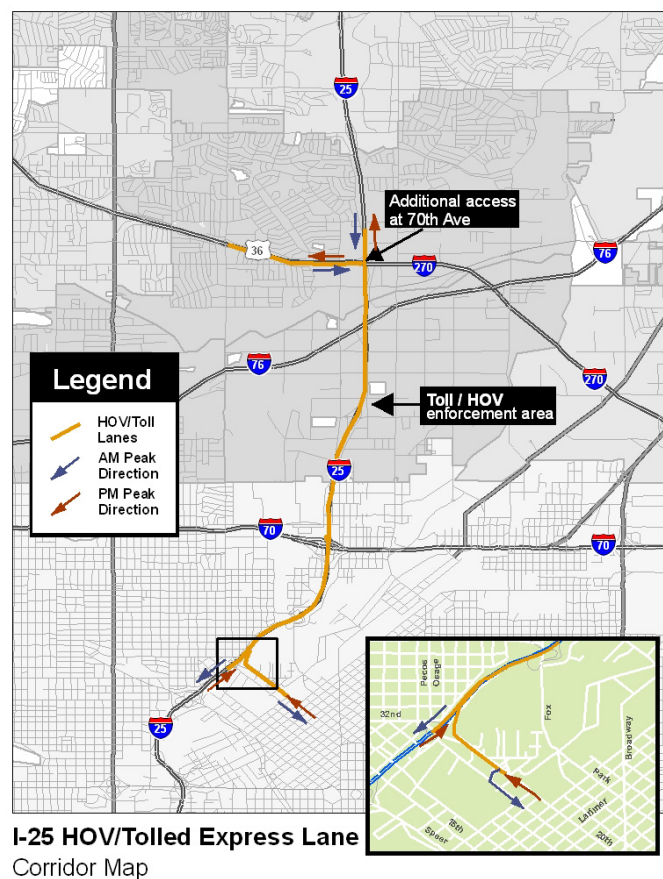 25
Additional access
at 70th Ave
36
270
76
76
Legend
HOV/Toll
Lanes
AM Peak
Direction
PM Peak
Direction
Toll / HOV
enforcement area
270
25
70
70
25
Pecos
Osage
32nd
Fox
Broadway
Park
Larimer
15th
Speer
20th
I-25 HOV/Tolled Express Lane
Corridor Map